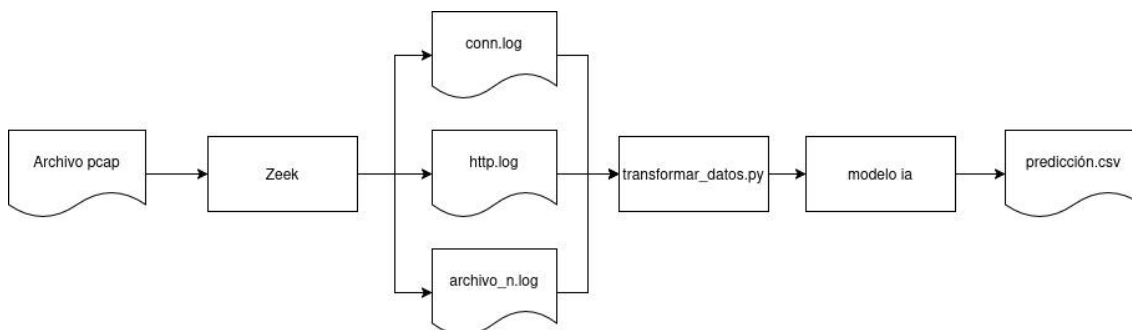 conn.log
Archivo pcap
Zeek
http.log
transformar_datos.py
modelo ia
predicción.csv
archivo_n.log